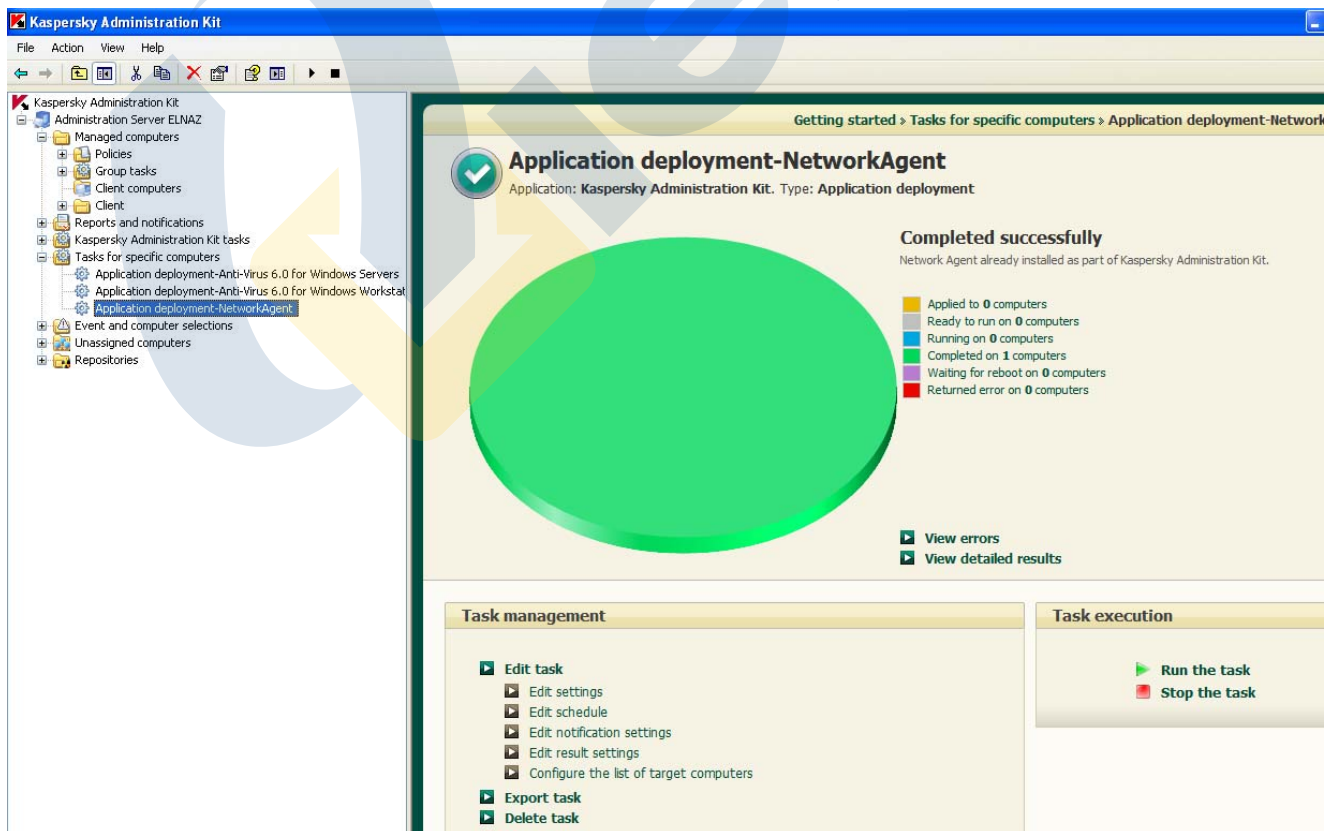 Kaspersky Administration Kit
File Action View Help
Kaspersky Administration Kit
Administration Server ELNAZ
Managed computers
Policies
Group tasks
Client computers
Client
Reports and notifications
Kaspersky Administration Kit tasks
Tasks for specific computers
Application deployment-Anti-Virus 6.0 for Windows Servers
Application deployment-Anti-Virus 6.0 for Windows Workstat
Application deployment-NetworkAgent
Event and computer selections
Unassigned computers
Repositories
Getting started » Tasks for specific computers » Application deployment-Network
Application deployment-NetworkAgent
Application: Kaspersky Administration Kit. Type: Application deployment
Completed successfully
Network Agent already installed as part of Kaspersky Administration Kit.
Applied to 0 computers
Ready to run on 0 computers
Running on 0 computers
Completed on 1 computers
Waiting for reboot on 0 computers
Returned error on 0 computers
View errors
View detailed results
Task management
Edit task
Edit settings
Edit schedule
Edit notification settings
Edit result settings
Configure the list of target computers
Export task
Delete task
Task execution
Run the task
Stop the task